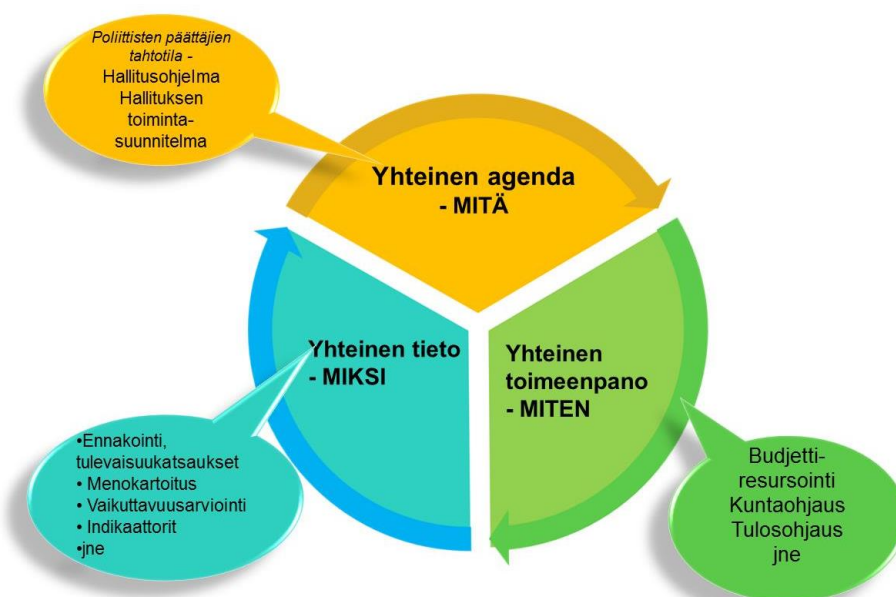 Poliittisten päättäjien
tahtotila -
Hallitusohjelma
Hallituksen
toiminta-
suunnitelma
Yhteinen agenda
- MITÄ
Yhteinen tieto
- MIKSI
Yhteinen
toimeenpano
- MITEN
•Ennakointi,
tulevaisuukatsaukset
• Menokartoitus
• Vaikuttavuusarviointi
• Indikaattorit
•jne
Budjetti-
resursointi
Kuntaohjaus
Tulosohjaus
jne